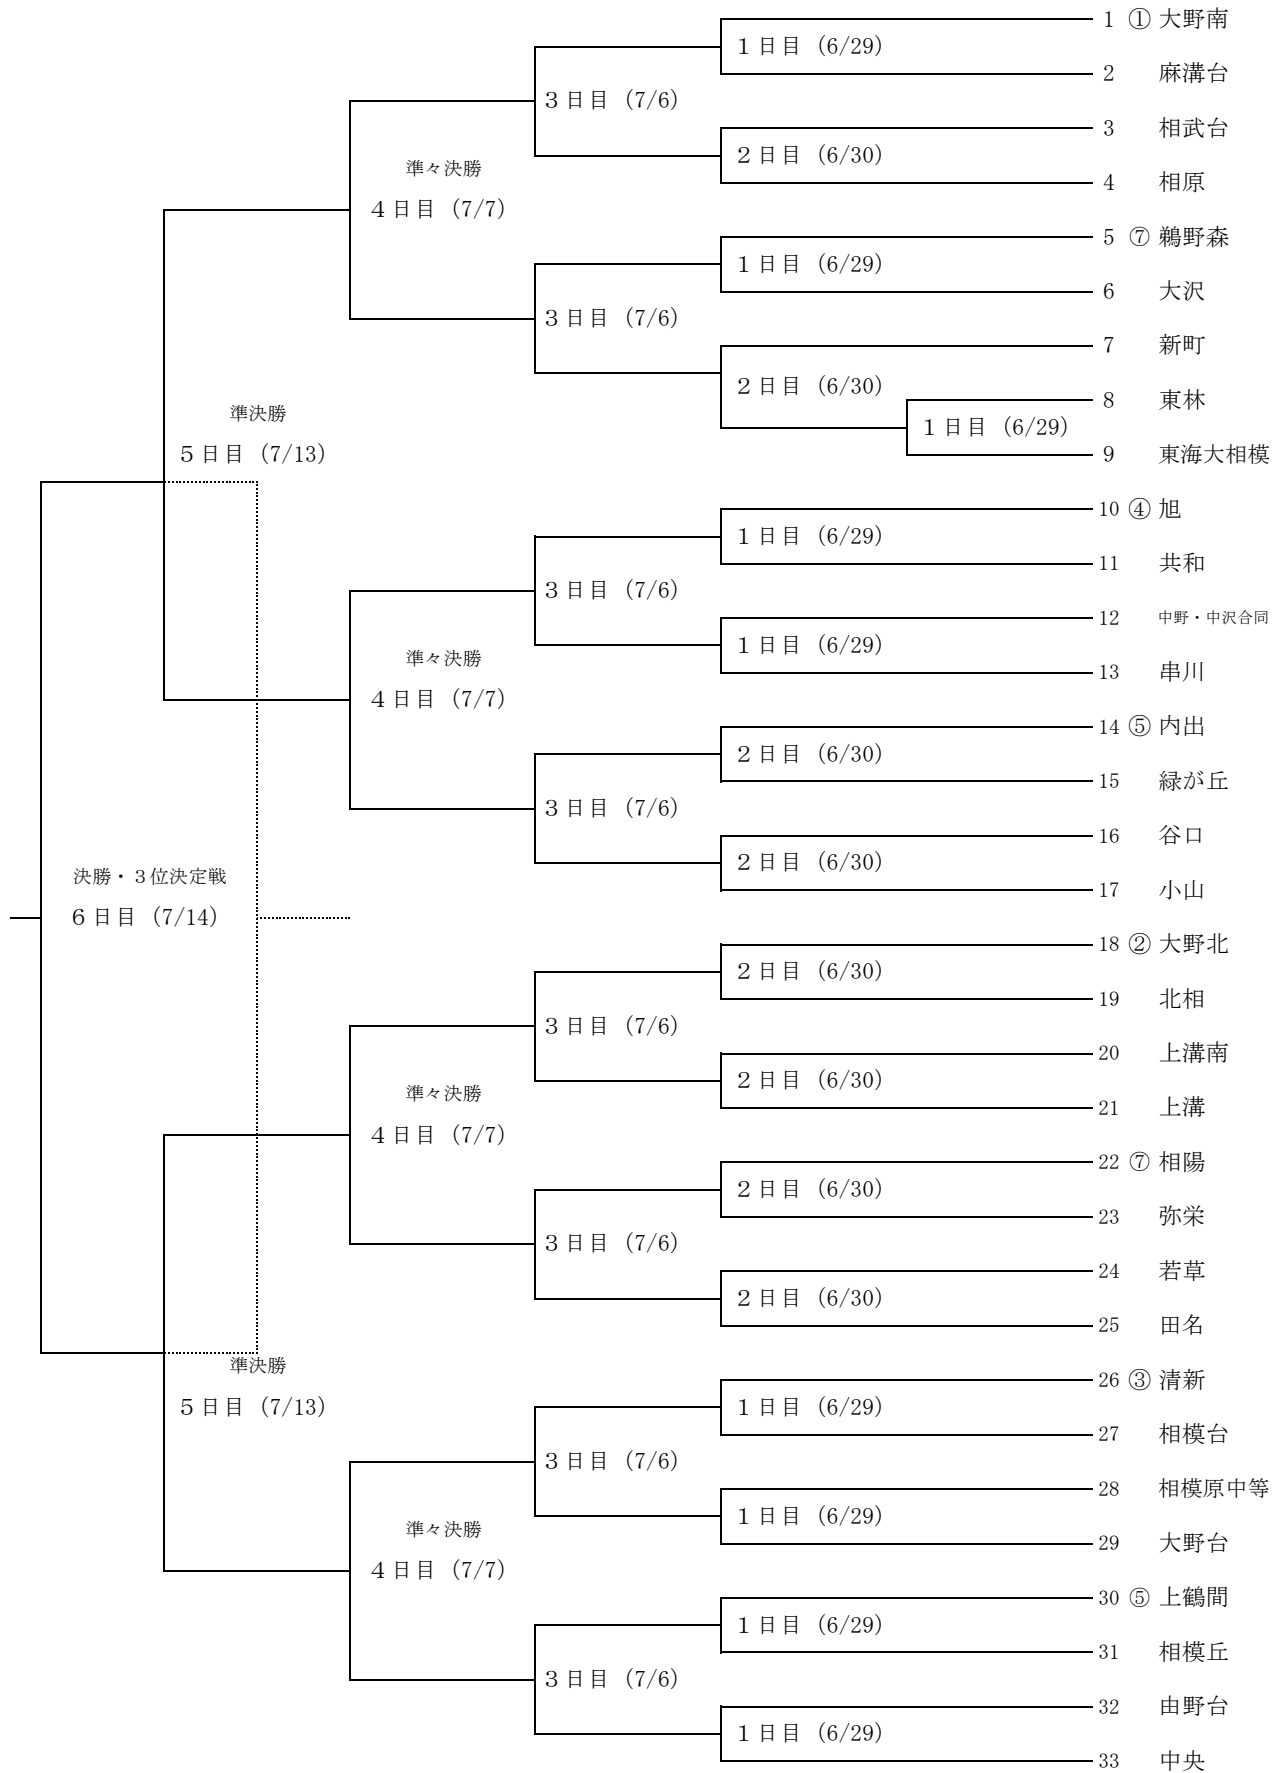 1 ① 大野南
1日目 (6/29)
2 麻溝台
3日目 (7/6)
3 相武台
2日目 (6/30)
準々決勝
4 相原
4日目 (7/7)
5 ⑦ 鵜野森
1日目 (6/29)
6 大沢
3日目 (7/6)
7 新町
2日目 (6/30)
8 東林
準決勝
1日目 (6/29)
5日目 (7/13)
9 東海大相模
10 ④ 旭
1日目 (6/29)
11 共和
3日目 (7/6)
12 中野・中沢合同
1日目 (6/29)
準々決勝
13 串川
4日目 (7/7)
14 ⑤ 内出
2日目 (6/30)
15 緑が丘
3日目 (7/6)
16 谷口
2日目 (6/30)
決勝・3位決定戦
17 小山
6日目 (7/14)
18 ② 大野北
2日目 (6/30)
19 北相
3日目 (7/6)
20 上溝南
2日目 (6/30)
準々決勝
21 上溝
4日目 (7/7)
22 ⑦ 相陽
2日目 (6/30)
23 弥栄
3日目 (7/6)
24 若草
2日目 (6/30)
25 田名
準決勝
26 ③ 清新
5日目 (7/13)
1日目 (6/29)
27 相模台
3日目 (7/6)
28 相模原中等
1日目 (6/29)
準々決勝
29 大野台
4日目 (7/7)
30 ⑤ 上鶴間
1日目 (6/29)
31 相模丘
3日目 (7/6)
32 由野台
1日目 (6/29)
33 中央